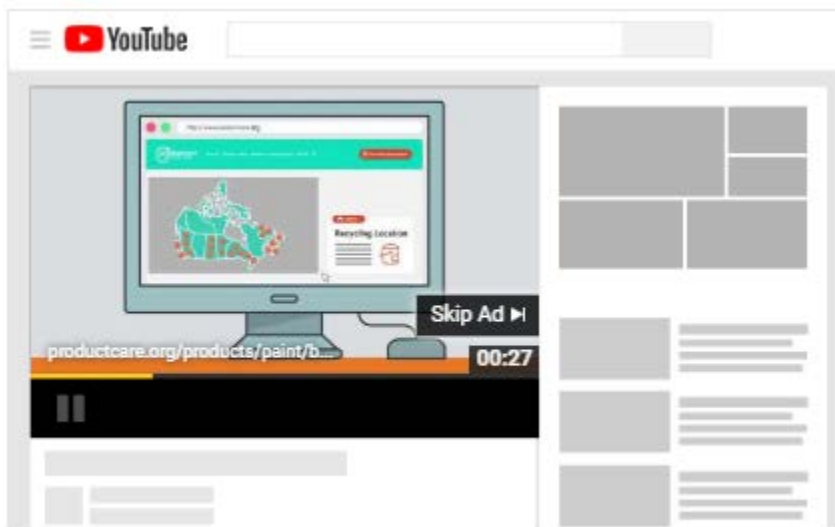 YouTube
Recycling Location
Skip Ad
productcare.org/products/paint/b...
00:27